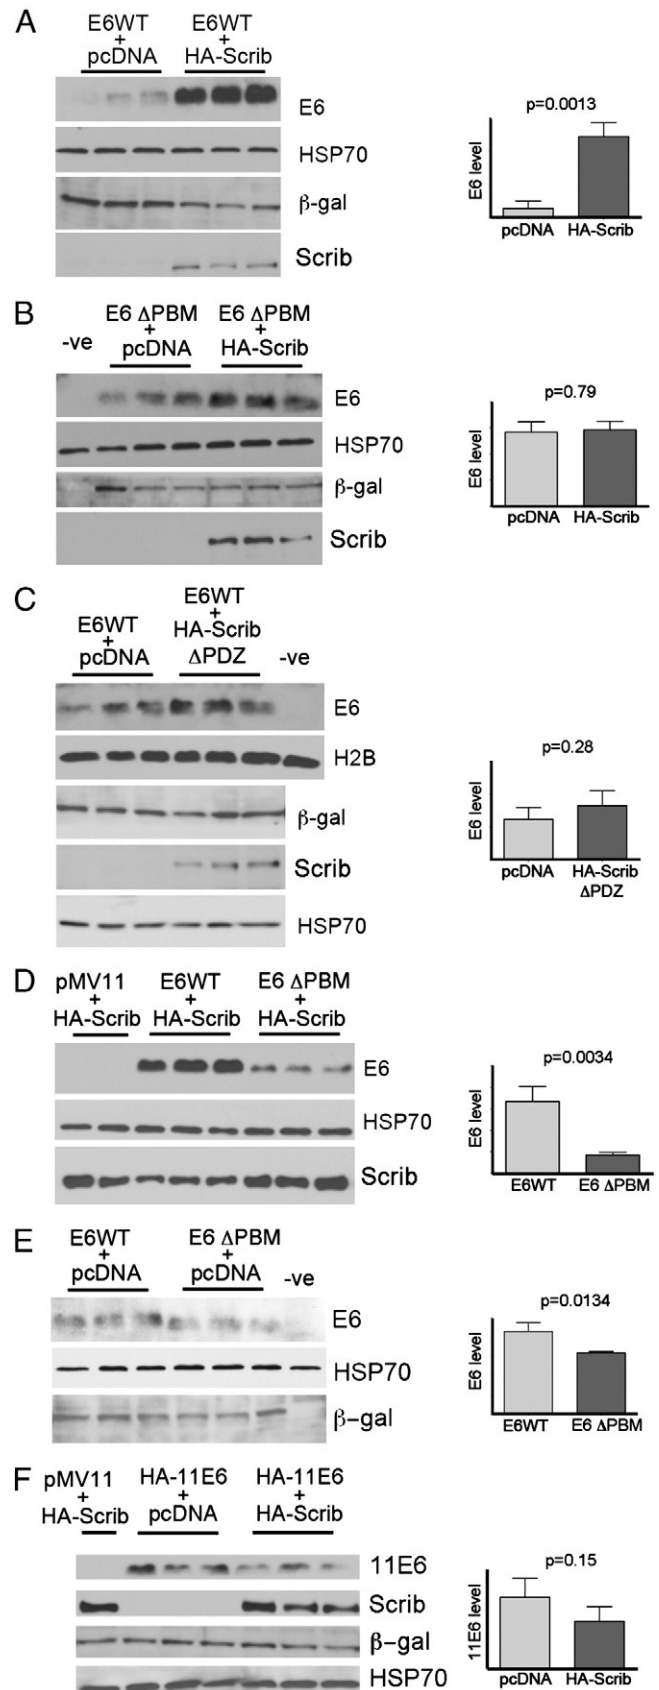 A
E6WT
+
pcDNA
E6WT
+
HA-Scrib
E6
HSP70
β-gal
Scrib
p=0.0013
E6 level
pcDNA
HA-Scrib
B
-ve
E6 ΔPBM
+
pcDNA
E6 ΔPBM
+
HA-Scrib
E6
HSP70
β-gal
Scrib
p=0.79
E6 level
pcDNA
HA-Scrib
C
E6WT
+
pcDNA
E6WT
+
HA-Scrib
ΔPDZ
-ve
E6
H2B
β-gal
Scrib
HSP70
p=0.28
E6 level
pcDNA
HA-Scrib
ΔPDZ
D
pMV11
+
HA-Scrib
E6WT
+
HA-Scrib
E6 ΔPBM
+
HA-Scrib
E6
HSP70
Scrib
p=0.0034
E6 level
E6WT
E6 ΔPBM
E
E6WT
+
pcDNA
E6 ΔPBM
+
pcDNA
-ve
E6
HSP70
β-gal
p=0.0134
E6 level
E6WT
E6 ΔPBM
F
pMV11
+
HA-Scrib
HA-11E6
+
pcDNA
HA-11E6
+
HA-Scrib
11E6
Scrib
β-gal
HSP70
p=0.15
11E6 level
pcDNA
HA-Scrib